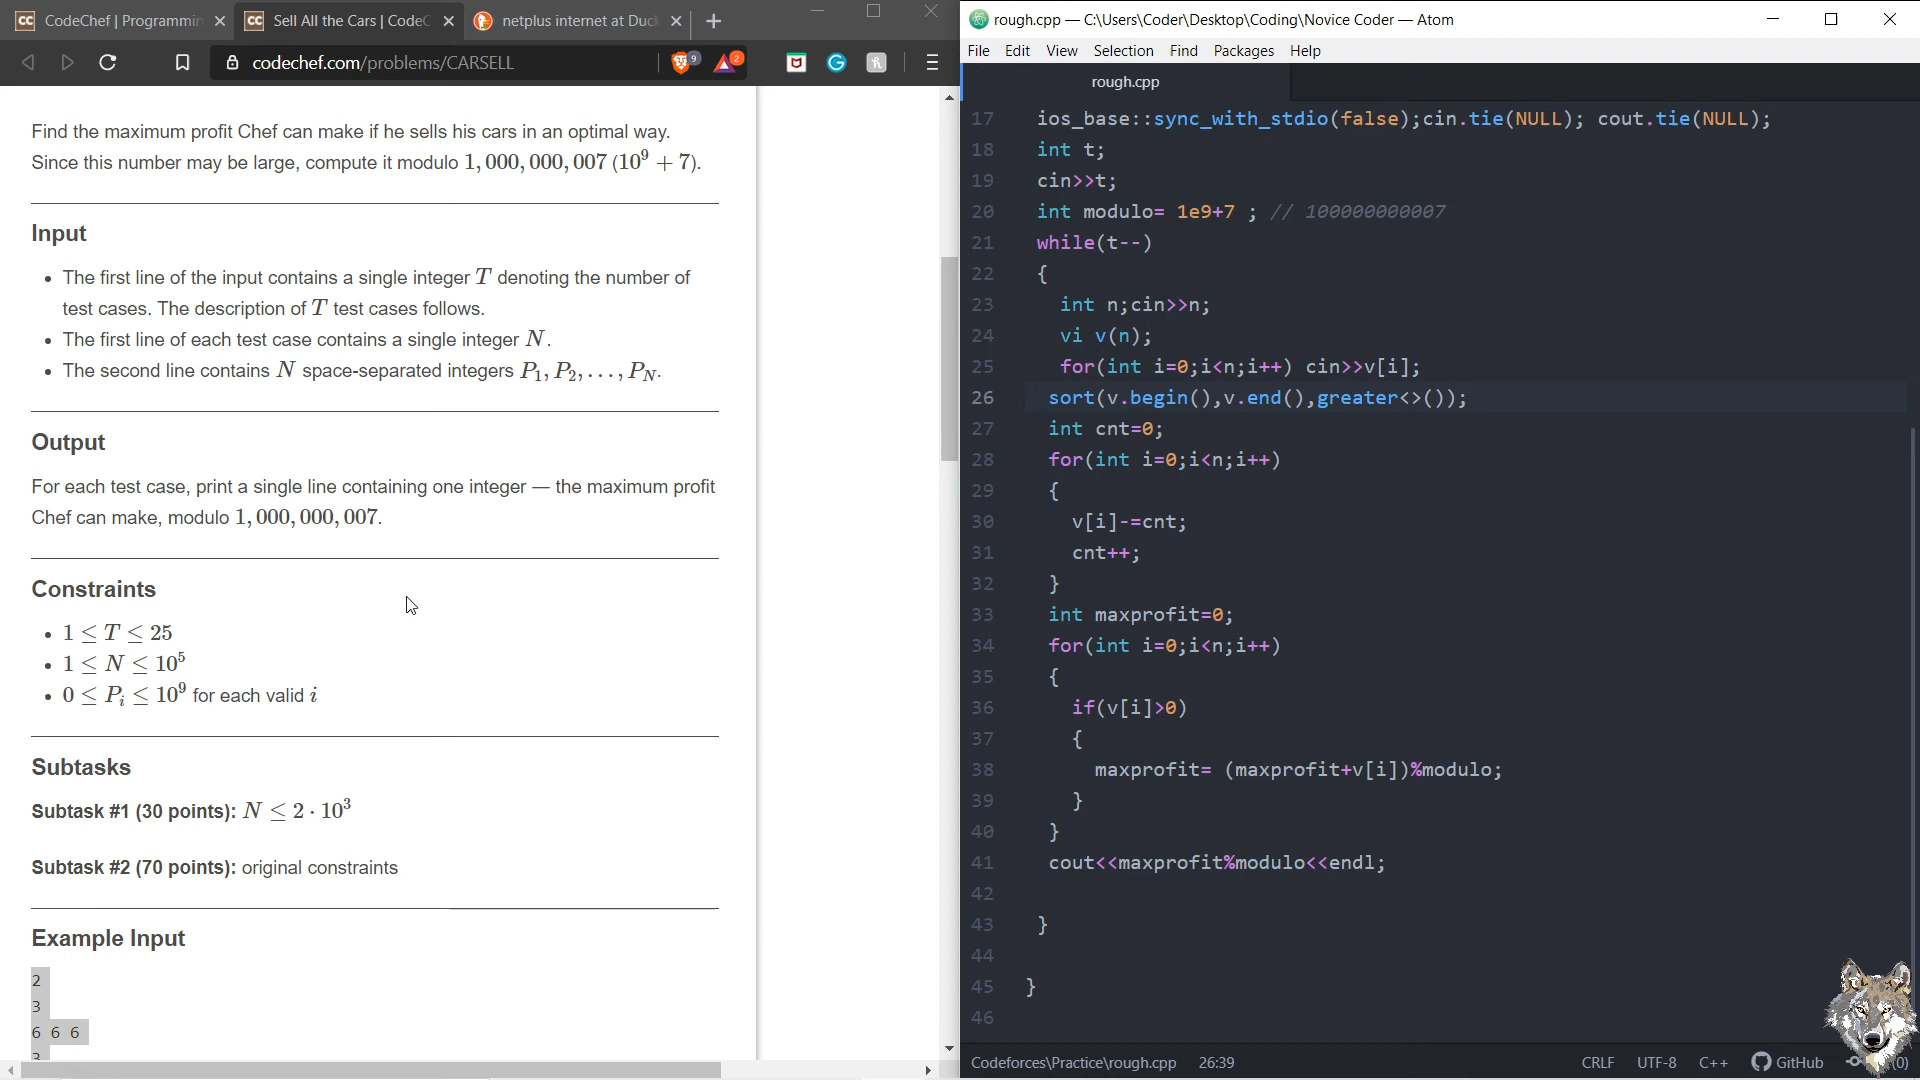 CodeChef | Programmin
Sell All the Cars | CodeC
netplus internet at Duc
codechef.com/problems/CARSELL
9
2
Find the maximum profit Chef can make if he sells his cars in an optimal way.
Since this number may be large, compute it modulo 1,000,000,007 (10⁹ + 7).
Input
• The first line of the input contains a single integer T denoting the number of
test cases. The description of T test cases follows.
• The first line of each test case contains a single integer N.
• The second line contains N space-separated integers P₁, P₂, . . . , P_N.
Output
For each test case, print a single line containing one integer — the maximum profit
Chef can make, modulo 1,000,000,007.
Constraints
• 1 ≤ T ≤ 25
• 1 ≤ N ≤ 10⁵
• 0 ≤ Pᵢ ≤ 10⁹ for each valid i
Subtasks
Subtask #1 (30 points): N ≤ 2 · 10³
Subtask #2 (70 points): original constraints
Example Input
2
3
6 6 6
3
rough.cpp — C:\Users\Coder\Desktop\Coding\Novice Coder — Atom
File Edit View Selection Find Packages Help
rough.cpp
17 ios_base::sync_with_stdio(false);cin.tie(NULL); cout.tie(NULL);
18 int t;
19 cin>>t;
20 int modulo= 1e9+7 ; // 100000000007
21 while(t--)
22 {
23 int n;cin>>n;
24 vi v(n);
25 for(int i=0;i<n;i++) cin>>v[i];
26 sort(v.begin(),v.end(),greater<>());
27 int cnt=0;
28 for(int i=0;i<n;i++)
29 {
30 v[i]-=cnt;
31 cnt++;
32 }
33 int maxprofit=0;
34 for(int i=0;i<n;i++)
35 {
36 if(v[i]>0)
37 {
38 maxprofit= (maxprofit+v[i])%modulo;
39 }
40 }
41 cout<<maxprofit%modulo<<endl;
42
43 }
44
45 }
46
Codeforces\Practice\rough.cpp 26:39 CRLF UTF-8 C++ GitHub (0)